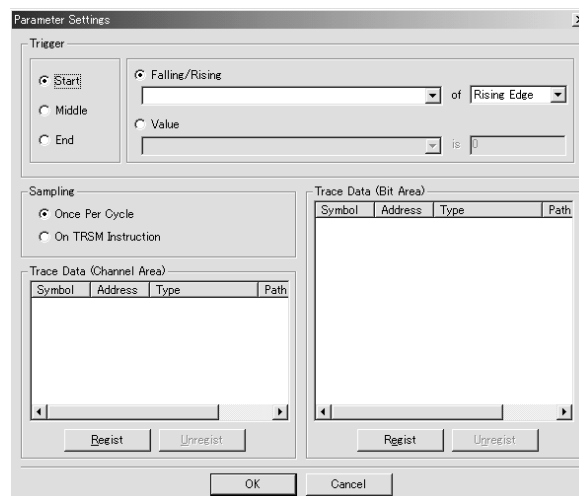 Parameter Settings
Trigger
Start
Middle
End
Falling/Rising
of Rising Edge
Value
is 0
Sampling
Once Per Cycle
On TRSM Instruction
Trace Data (Channel Area)
Symbol Address Type Path
Regist Unregist
Trace Data (Bit Area)
Symbol Address Type Path
Regist Unregist
OK Cancel